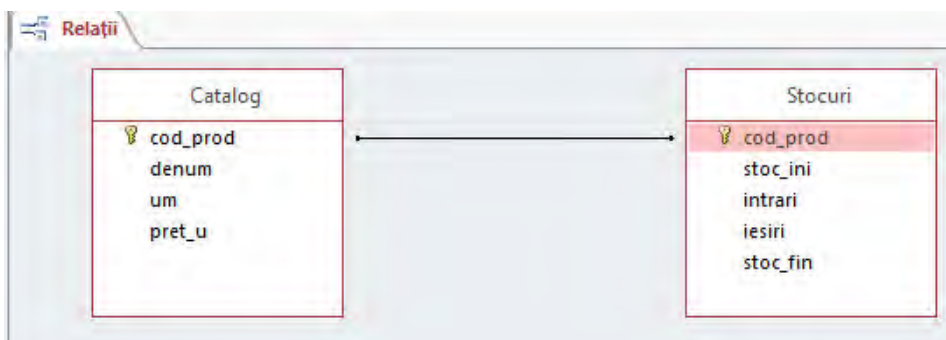 Relații
Catalog
cod_prod
denum
um
pret_u
Stocuri
cod_prod
stoc_ini
intrari
iesiri
stoc_fin